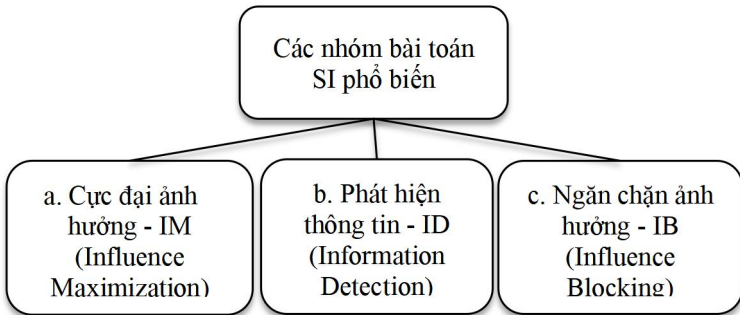 Các nhóm bài toán
SI phổ biến
a. Cực đại ảnh
hưởng - IM
(Influence
Maximization)
b. Phát hiện
thông tin - ID
(Information
Detection)
c. Ngăn chặn ảnh
hưởng - IB
(Influence
Blocking)